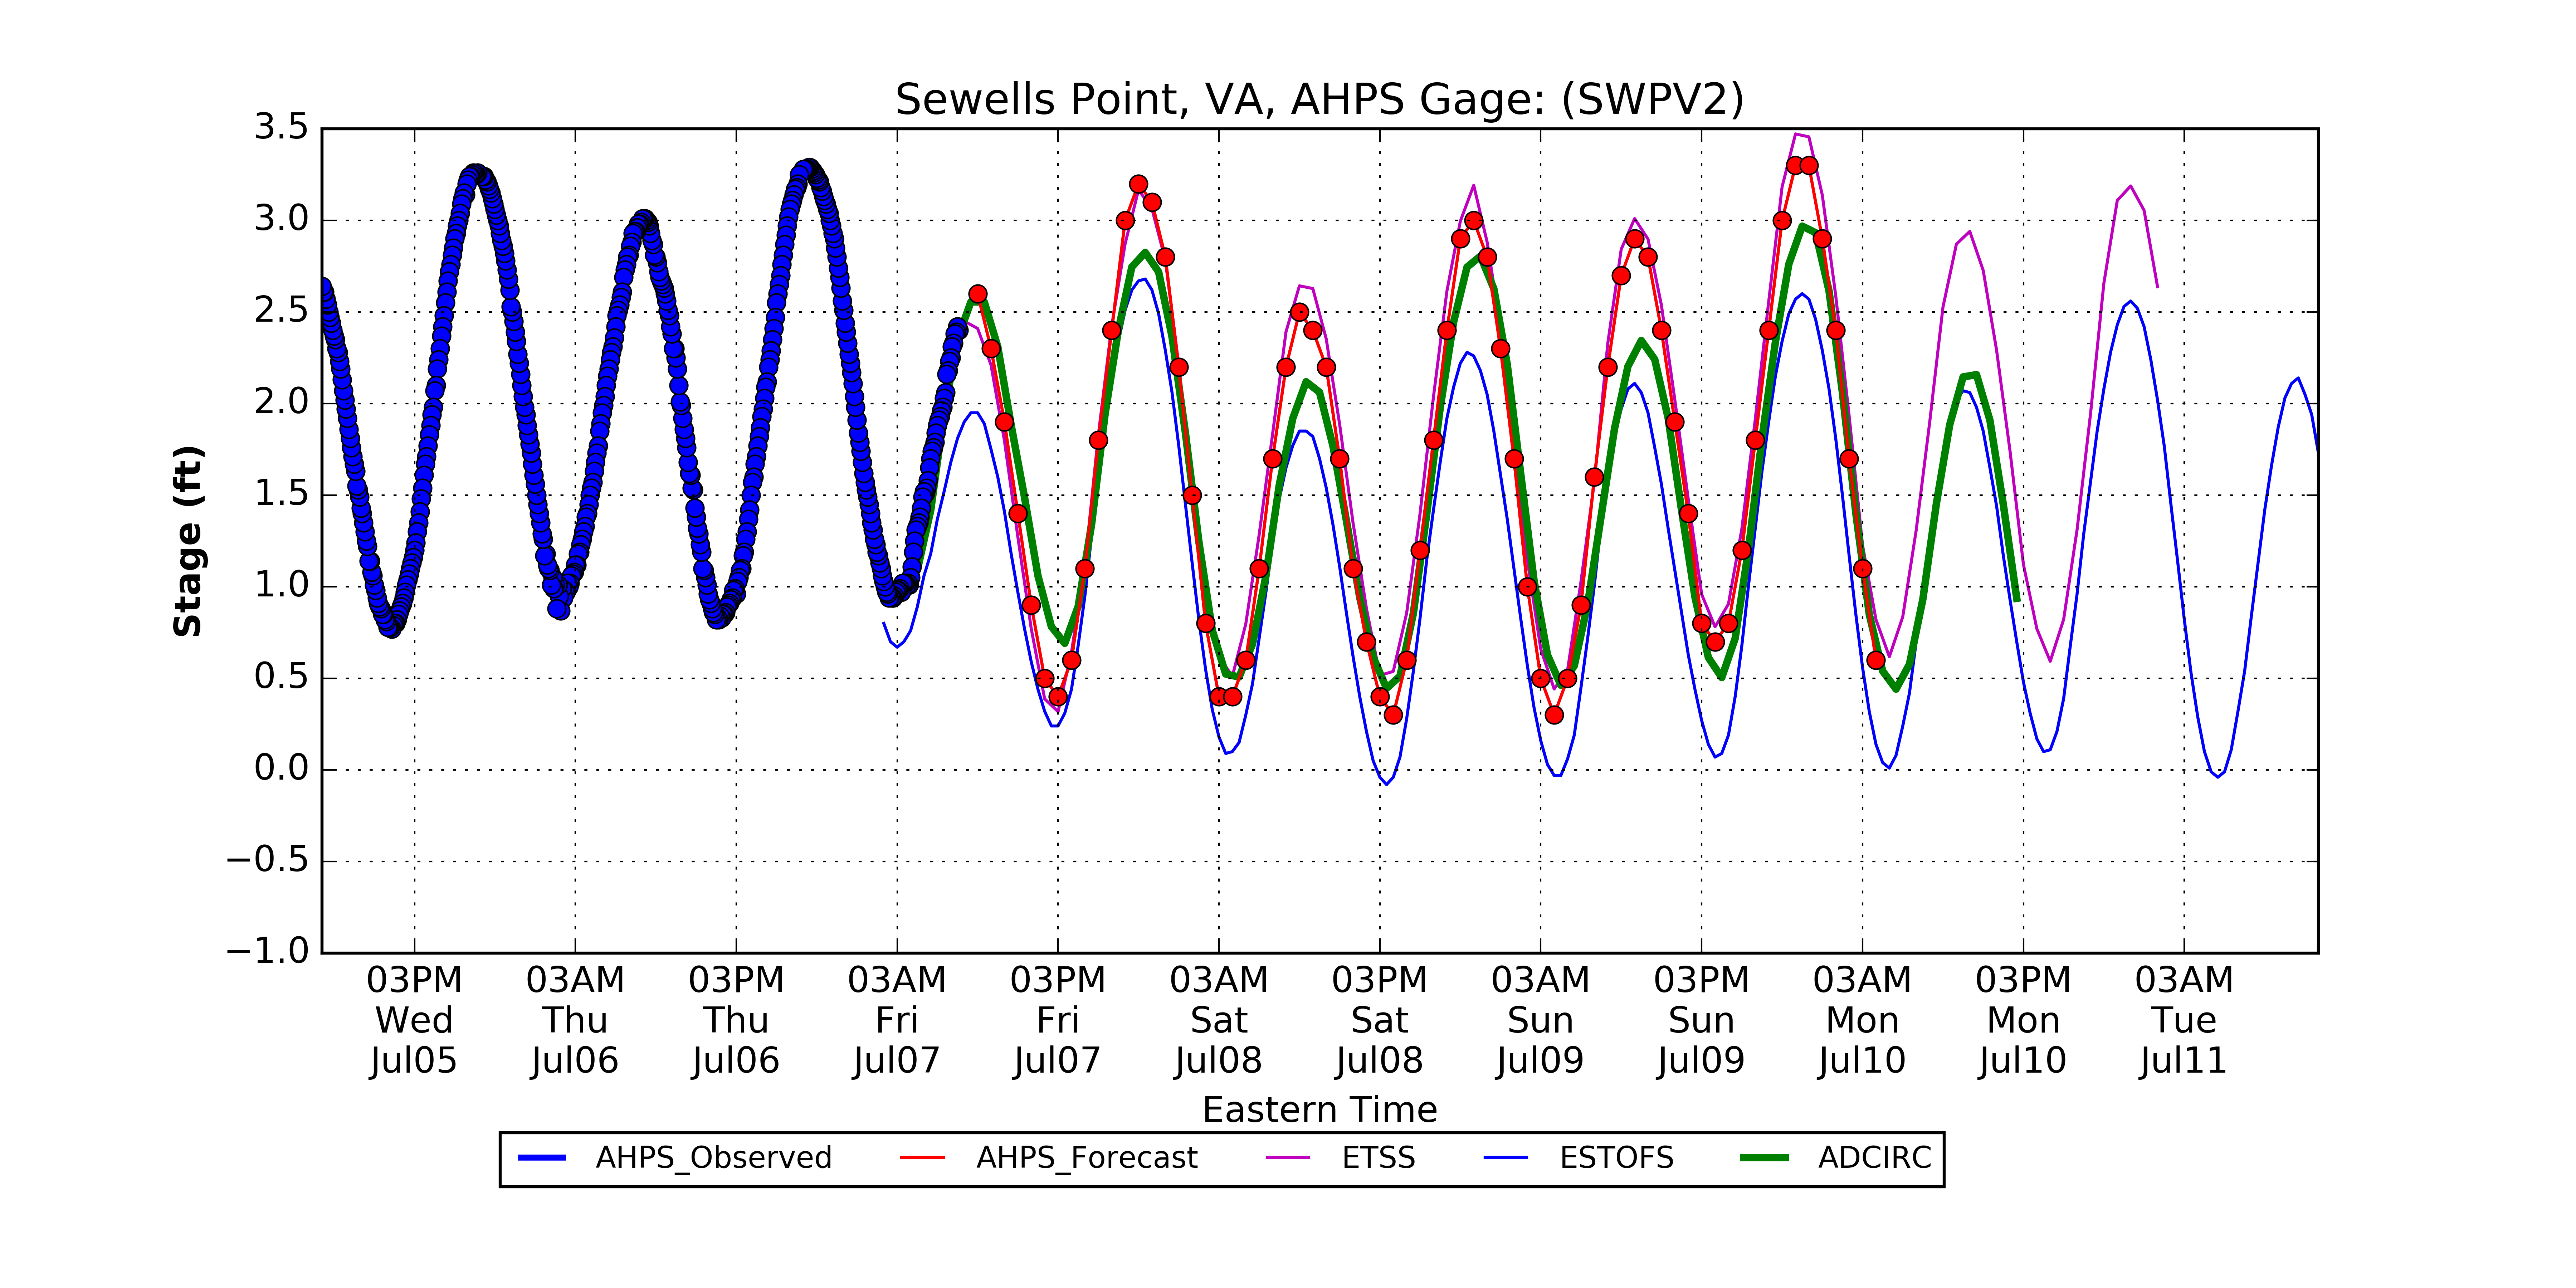 Sewells Point, VA, AHPS Gage: (SWPV2)
3.5
3.0
2.5
2.0
1.5
1.0
0.5
0.0
−0.5
−1.0
Stage (ft)
03PM 03AM 03PM 03AM 03PM 03AM 03PM 03AM 03PM 03AM 03PM 03AM
Wed Thu Thu Fri Fri Sat Sat Sun Sun Mon Mon Tue
Jul05 Jul06 Jul06 Jul07 Jul07 Jul08 Jul08 Jul09 Jul09 Jul10 Jul10 Jul11
Eastern Time
AHPS_Observed AHPS_Forecast ETSS ESTOFS ADCIRC